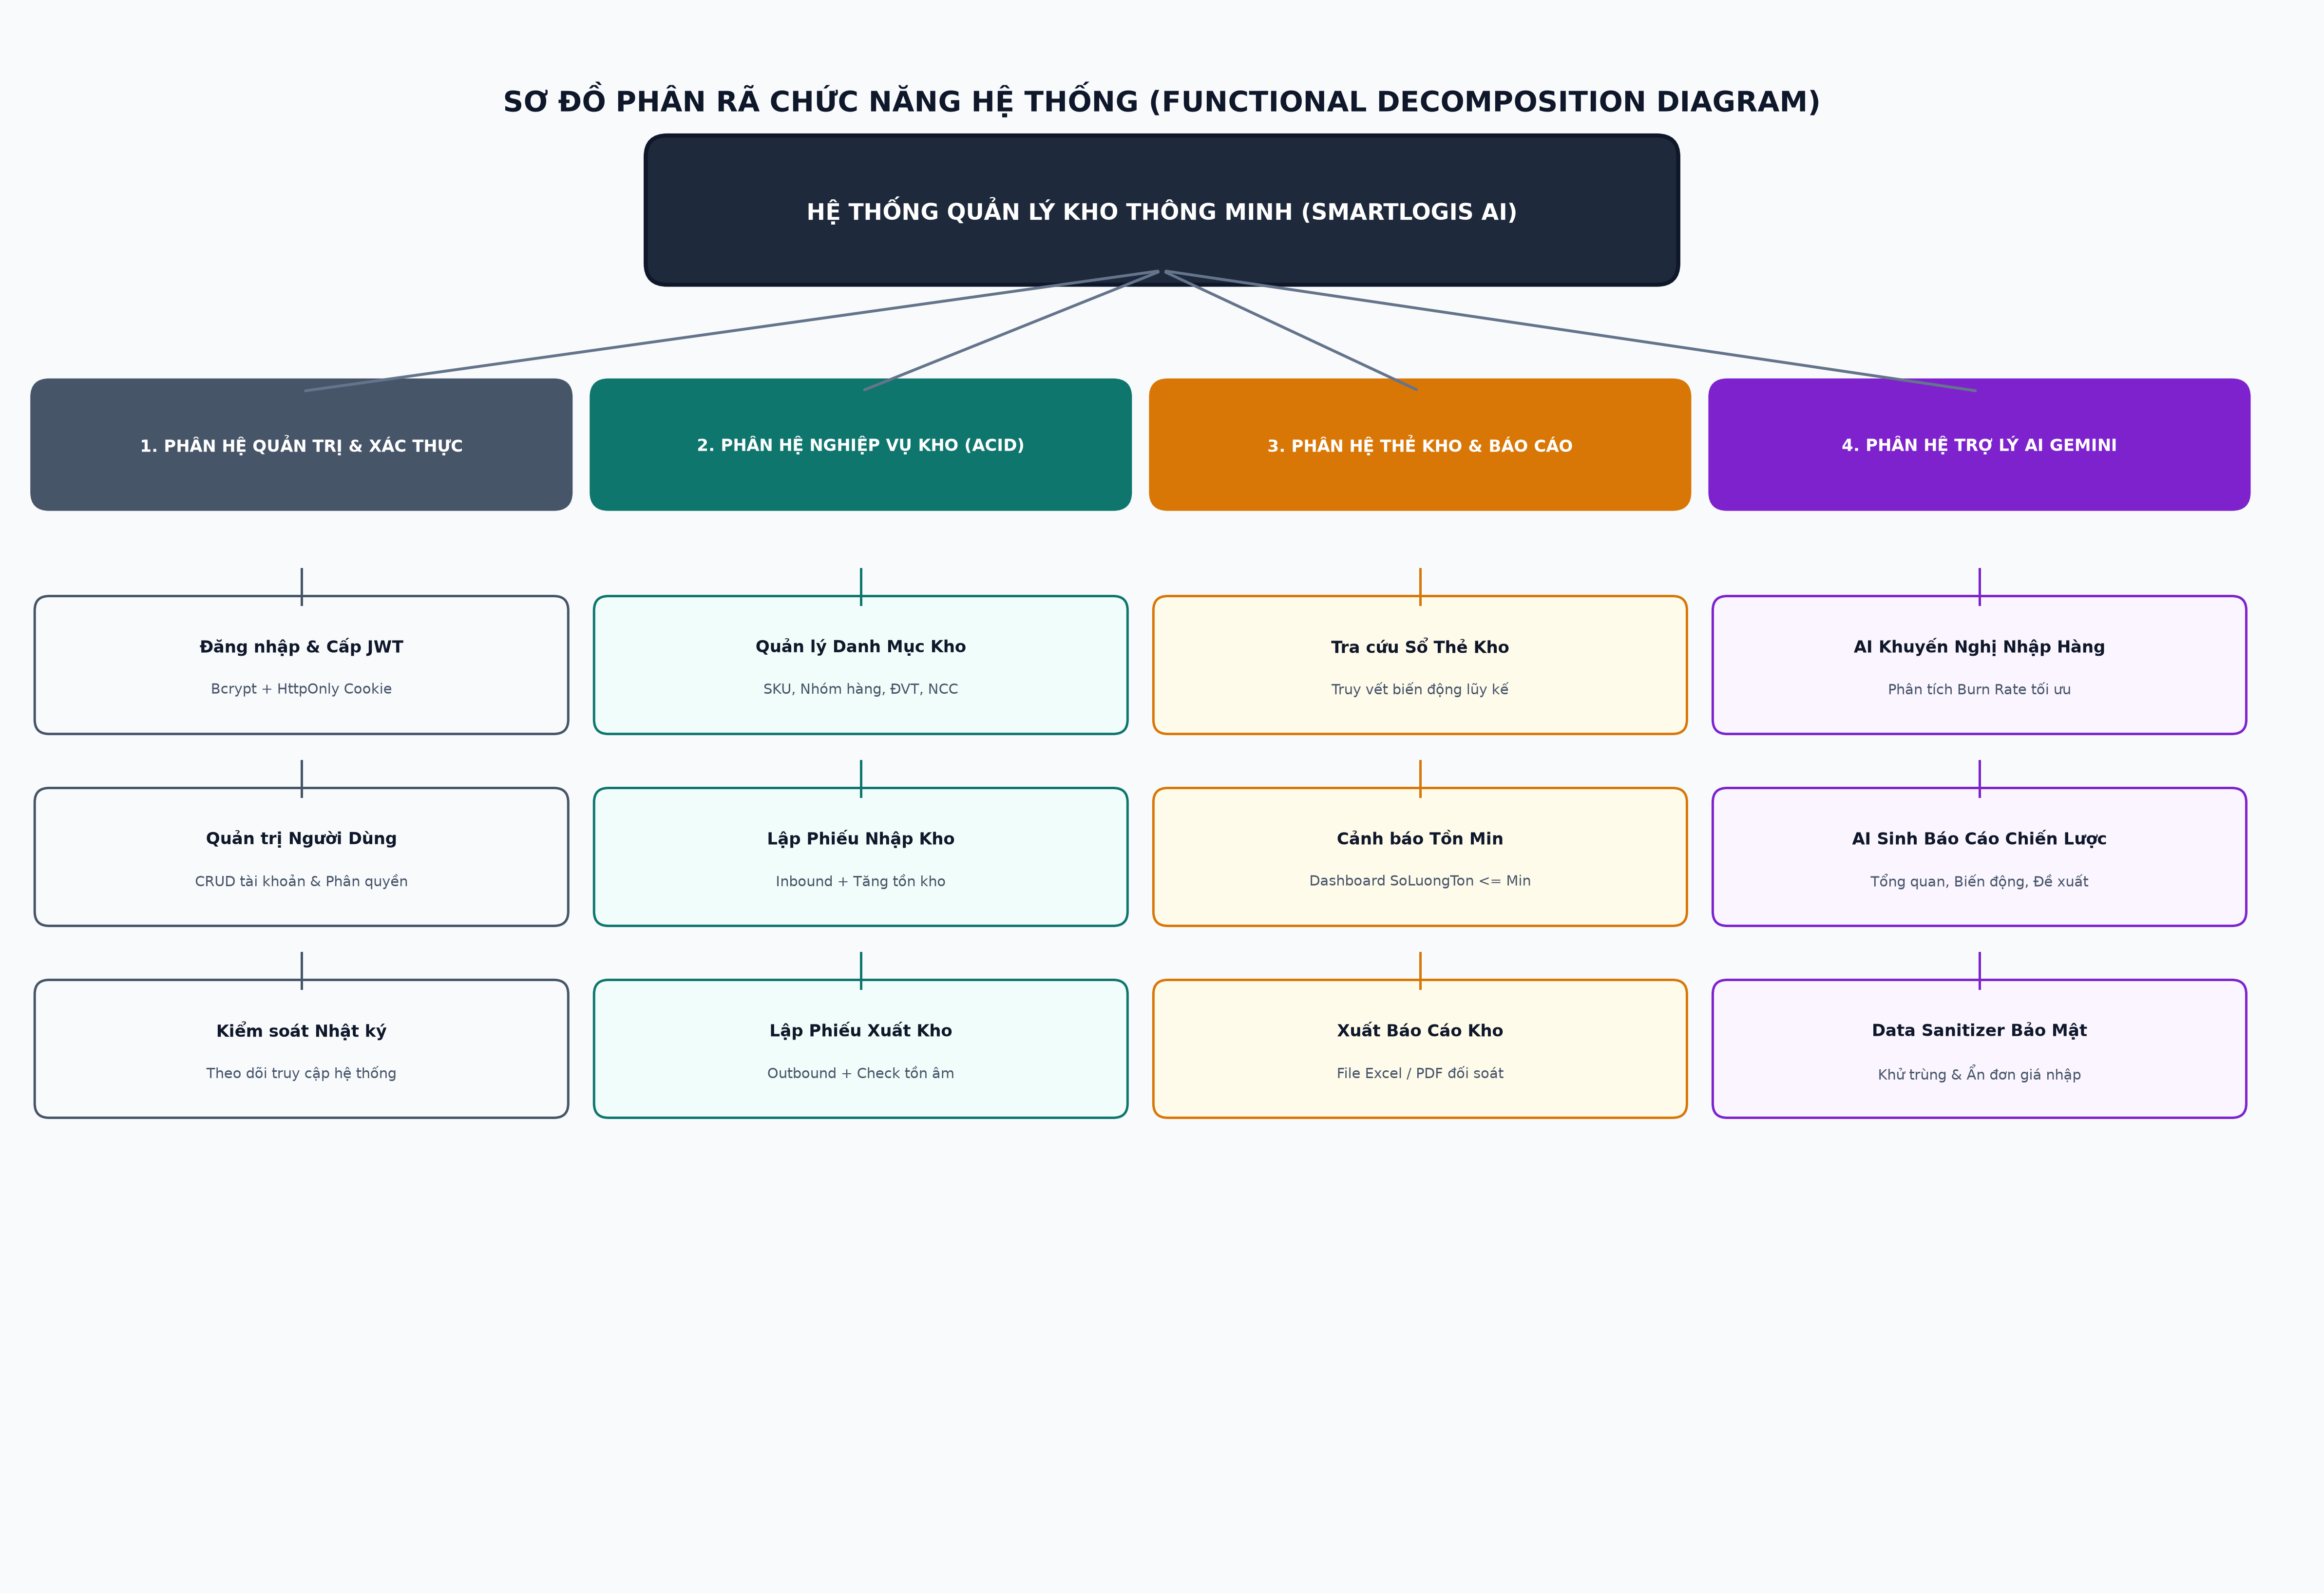 SƠ ĐỒ PHÂN RÃ CHỨC NĂNG HỆ THỐNG (FUNCTIONAL DECOMPOSITION DIAGRAM)
HỆ THỐNG QUẢN LÝ KHO THÔNG MINH (SMARTLOGIS AI)
1. PHÂN HỆ QUẢN TRỊ & XÁC THỰC
2. PHÂN HỆ NGHIỆP VỤ KHO (ACID)
3. PHÂN HỆ THẺ KHO & BÁO CÁO
4. PHÂN HỆ TRỢ LÝ AI GEMINI
Đăng nhập & Cấp JWT
Bcrypt + HttpOnly Cookie
Quản lý Danh Mục Kho
SKU, Nhóm hàng, ĐVT, NCC
Tra cứu Sổ Thẻ Kho
Truy vết biến động lũy kế
AI Khuyến Nghị Nhập Hàng
Phân tích Burn Rate tối ưu
Quản trị Người Dùng
CRUD tài khoản & Phân quyền
Lập Phiếu Nhập Kho
Inbound + Tăng tồn kho
Cảnh báo Tồn Min
Dashboard SoLuongTon <= Min
AI Sinh Báo Cáo Chiến Lược
Tổng quan, Biến động, Đề xuất
Kiểm soát Nhật ký
Theo dõi truy cập hệ thống
Lập Phiếu Xuất Kho
Outbound + Check tồn âm
Xuất Báo Cáo Kho
File Excel / PDF đối soát
Data Sanitizer Bảo Mật
Khử trùng & Ẩn đơn giá nhập